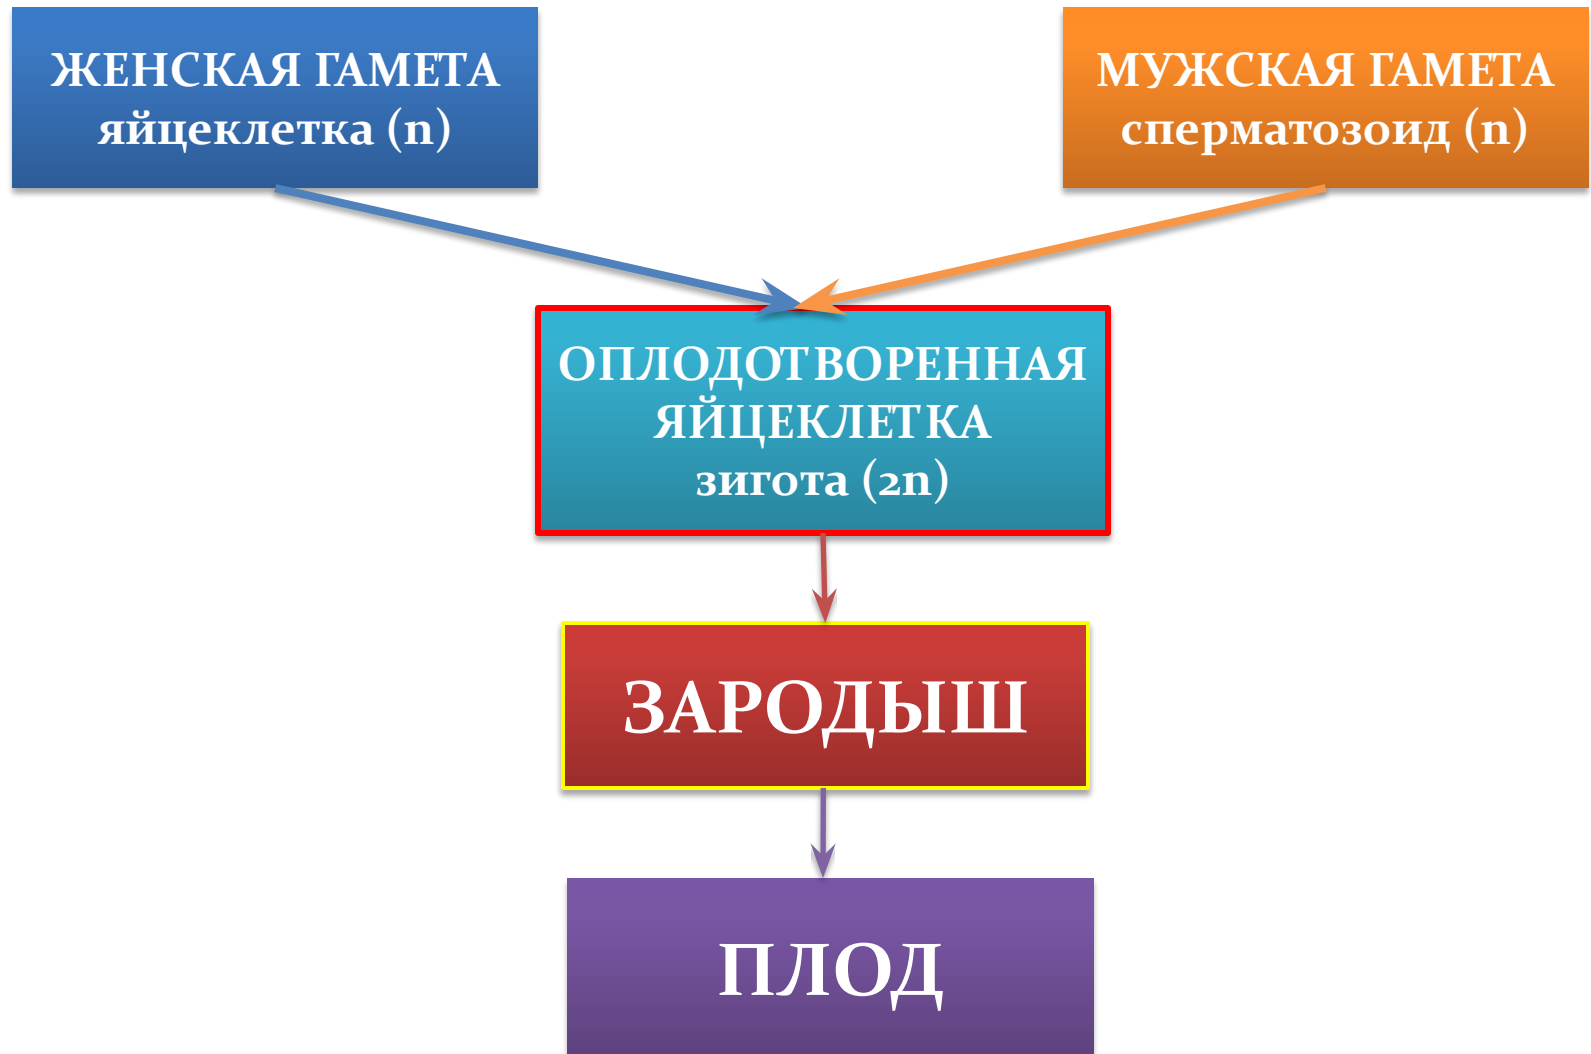 ЖЕНСКАЯ ГАМЕТА
яйцеклетка (n)
МУЖСКАЯ ГАМЕТА
сперматозоид (n)
ОПЛОДОТВОРЕННАЯ
ЯЙЦЕКЛЕТКА
зигота (2n)
ЗАРОДЫШ
ПЛОД